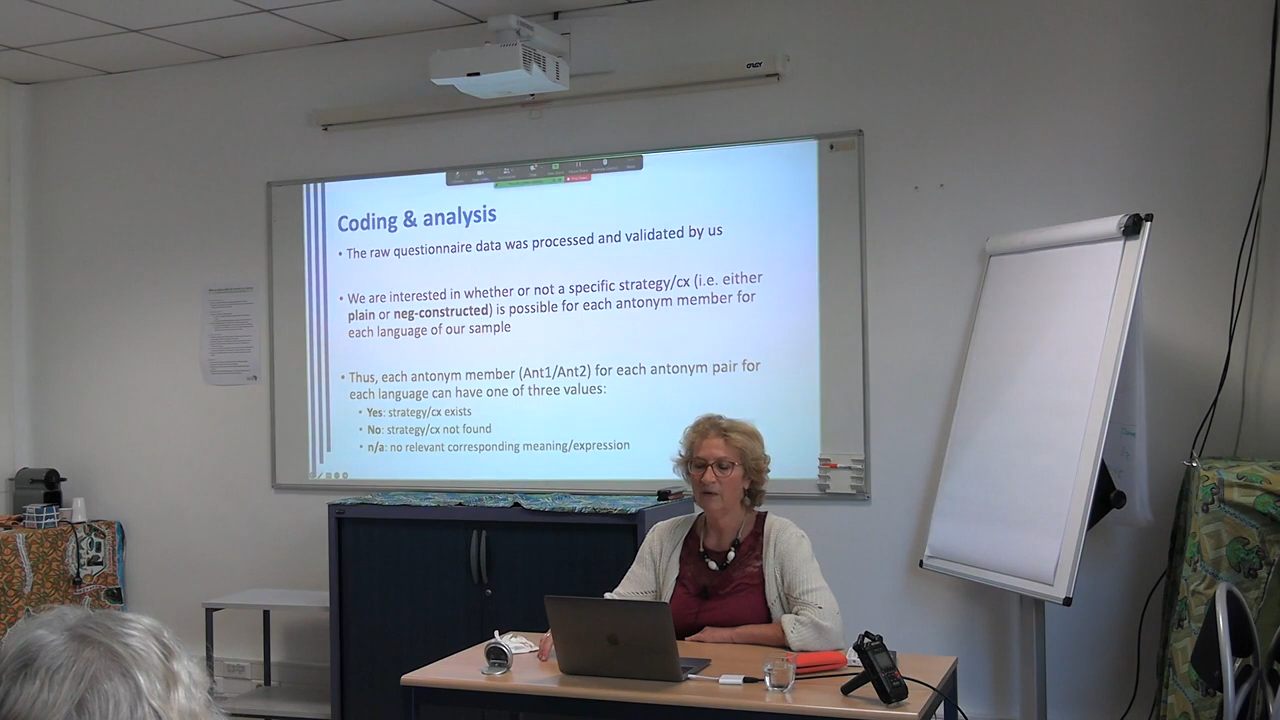 Coding & analysis
• The raw questionnaire data was processed and validated by us
• We are interested in whether or not a specific strategy/cx (i.e. either
plain or neg-constructed) is possible for each antonym member for
each language of our sample
• Thus, each antonym member (Ant1/Ant2) for each antonym pair for
each language can have one of three values:
• Yes: strategy/cx exists
• No: strategy/cx not found
• n/a: no relevant corresponding meaning/expression